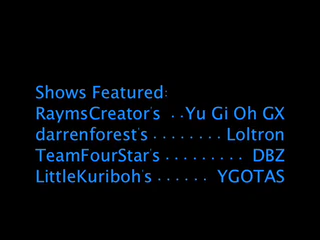 Shows Featured:
RaymsCreator's ..Yu Gi Oh GX
darrenforest's ........ Loltron
TeamFourStar's ......... DBZ
LittleKuriboh's ...... YGOTAS